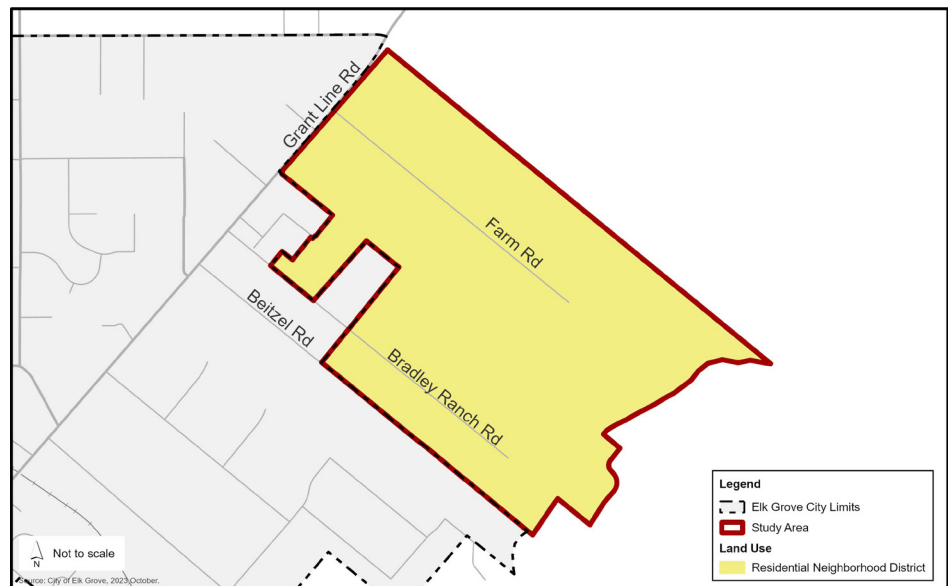 Grant Line Rd
Farm Rd
Beitzel Rd
Bradley Ranch Rd
Legend
Elk Grove City Limits
Study Area
Land Use
Residential Neighborhood District
N
Not to scale
Source: City of Elk Grove, 2023 October.